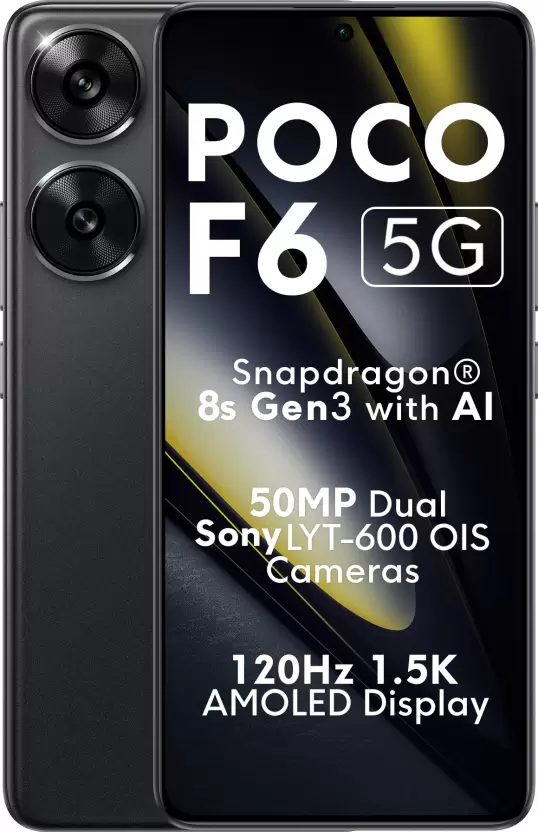 POCO
F6 5G
Snapdragon®
8s Gen3 with AI
50MP Dual
Sony LYT-600 OIS
Cameras
120Hz 1.5K
AMOLED Display